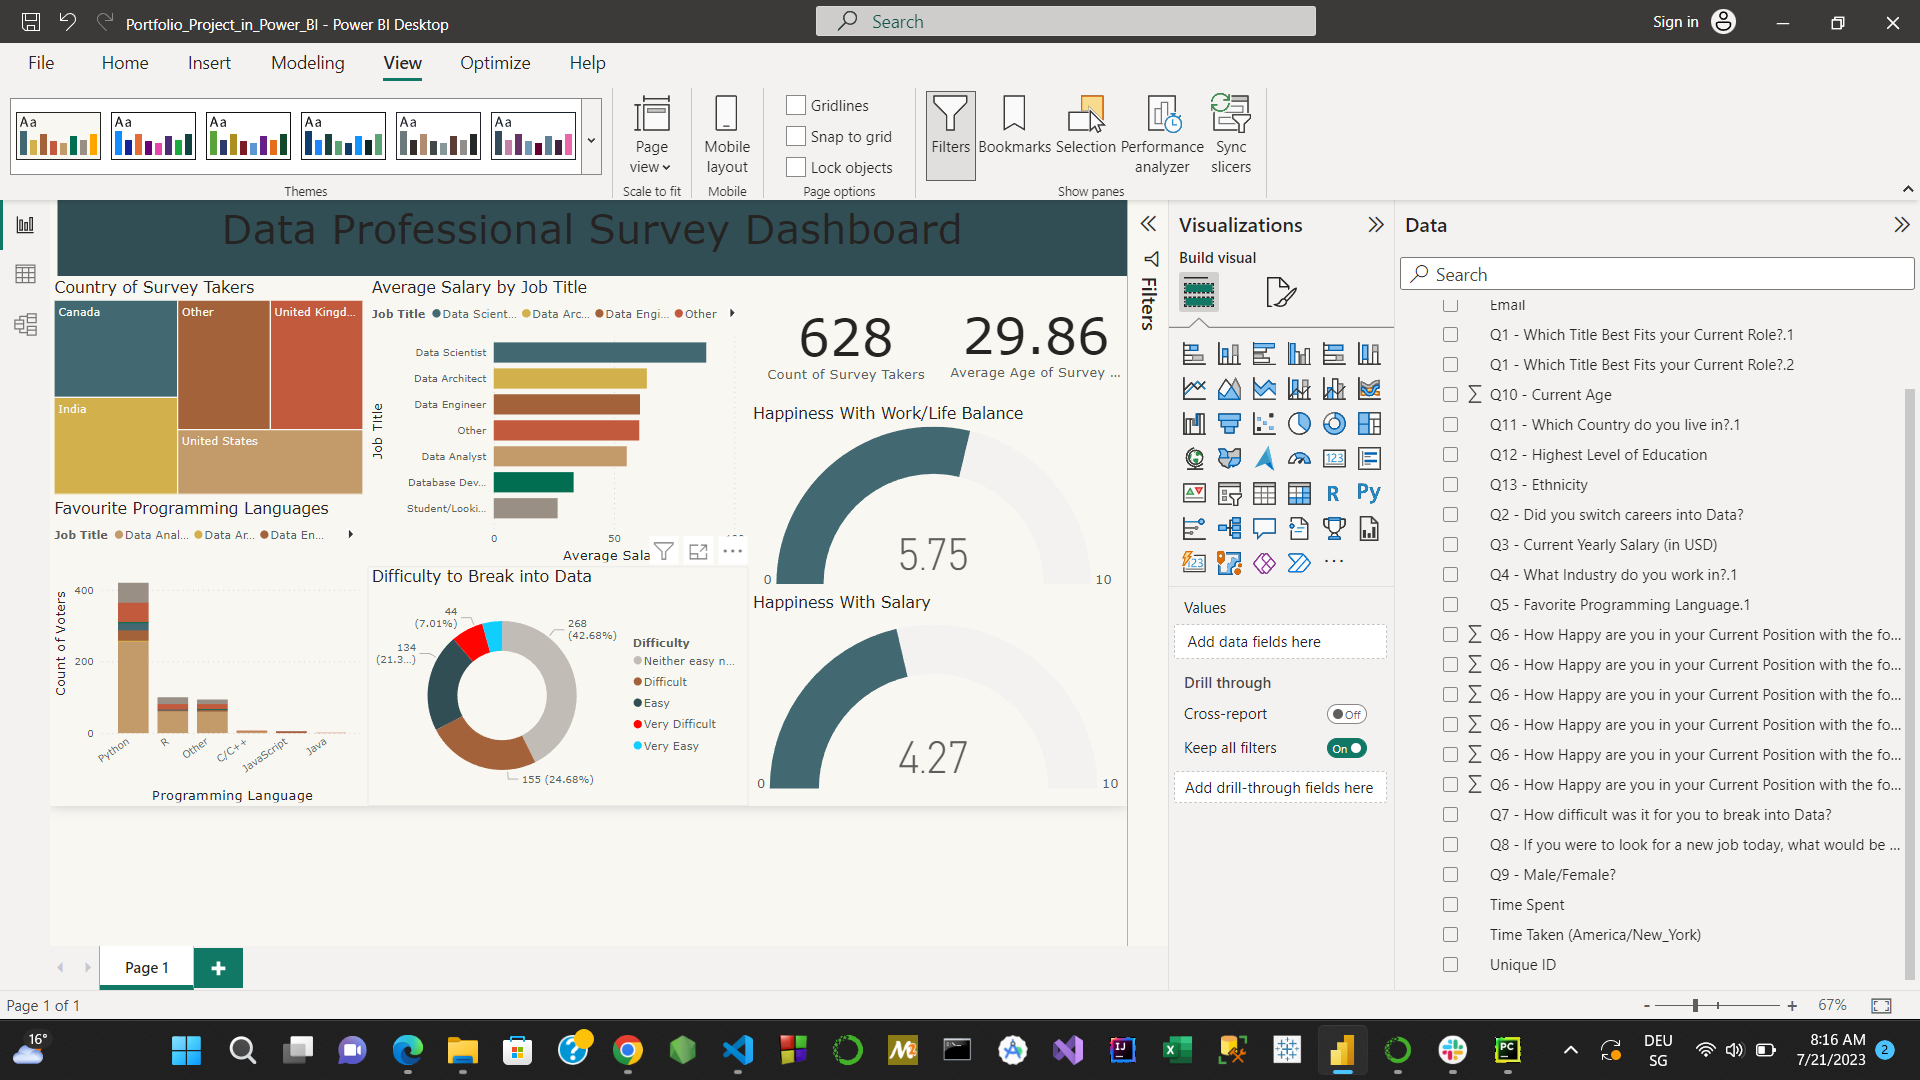 Portfolio_Project_in_Power_BI - Power BI Desktop
Search
Sign in
File
Home
Insert
Modeling
View
Optimize
Help
Aa
Aa
Aa
Aa
Aa
Aa
Themes
Page view
Scale to fit
Mobile layout
Mobile
Gridlines
Snap to grid
Lock objects
Page options
Filters
Bookmarks
Selection
Performance analyzer
Sync slicers
Show panes
Data Professional Survey Dashboard
Country of Survey Takers
Canada
Other
United Kingd...
India
United States
Average Salary by Job Title
Job Title
Data Scient...
Data Arc...
Data Engi...
Other
Job Title
Data Scientist
Data Architect
Data Engineer
Other
Data Analyst
Database Dev...
Student/Looki...
0
50
Average Sala
628
Count of Survey Takers
29.86
Average Age of Survey ...
Happiness With Work/Life Balance
5.75
0
10
Favourite Programming Languages
Job Title
Data Anal...
Data Ar...
Data En...
Count of Voters
400
200
0
Python
R
Other
C/C++
JavaScript
Java
Programming Language
Difficulty to Break into Data
44
(7.01%)
268
(42.68%)
134
(21.3...)
155 (24.68%)
Difficulty
Neither easy n...
Difficult
Easy
Very Difficult
Very Easy
Happiness With Salary
4.27
0
10
Filters
Visualizations
Build visual
123
R
Py
123
Values
Add data fields here
Drill through
Cross-report
Off
Keep all filters
On
Add drill-through fields here
Data
Search
Email
Q1 - Which Title Best Fits your Current Role?.1
Q1 - Which Title Best Fits your Current Role?.2
Q10 - Current Age
Q11 - Which Country do you live in?.1
Q12 - Highest Level of Education
Q13 - Ethnicity
Q2 - Did you switch careers into Data?
Q3 - Current Yearly Salary (in USD)
Q4 - What Industry do you work in?.1
Q5 - Favorite Programming Language.1
Q6 - How Happy are you in your Current Position with the fo...
Q6 - How Happy are you in your Current Position with the fo...
Q6 - How Happy are you in your Current Position with the fo...
Q6 - How Happy are you in your Current Position with the fo...
Q6 - How Happy are you in your Current Position with the fo...
Q6 - How Happy are you in your Current Position with the fo...
Q7 - How difficult was it for you to break into Data?
Q8 - If you were to look for a new job today, what would be ...
Q9 - Male/Female?
Time Spent
Time Taken (America/New_York)
Unique ID
Page 1
Page 1 of 1
67%
16°
DEU
SG
8:16 AM
7/21/2023
2